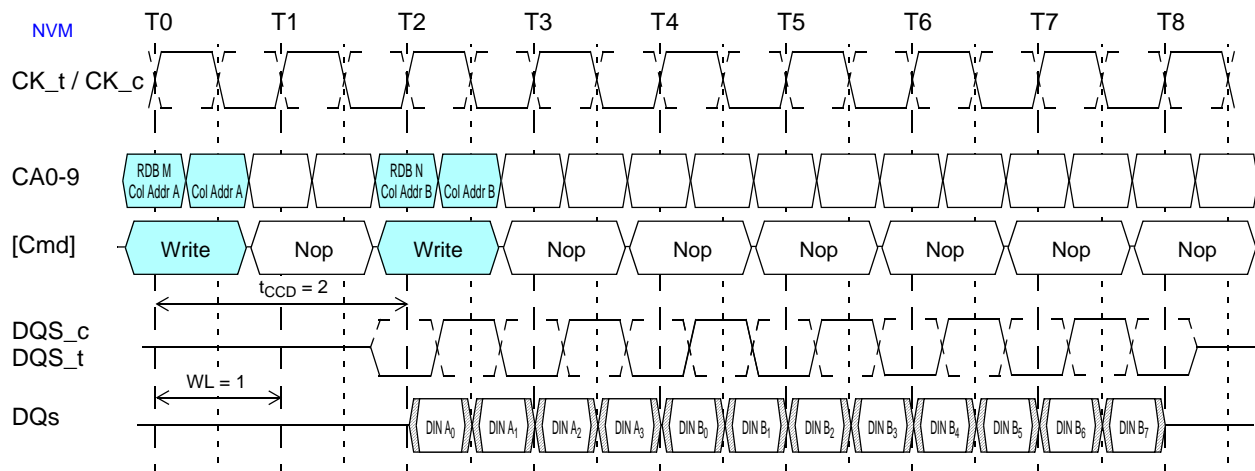 NVM T0 T1 T2 T3 T4 T5 T6 T7 T8
CK_t / CK_c
CA0-9
RDB M
Col Addr A
Col Addr A
RDB N
Col Addr B
Col Addr B
[Cmd] Write Nop Write Nop Nop Nop Nop Nop Nop
tCCD = 2
DQS_c
DQS_t
WL = 1
DQs DIN A0 DIN A1 DIN A2 DIN A3 DIN B0 DIN B1 DIN B2 DIN B3 DIN B4 DIN B5 DIN B6 DIN B7